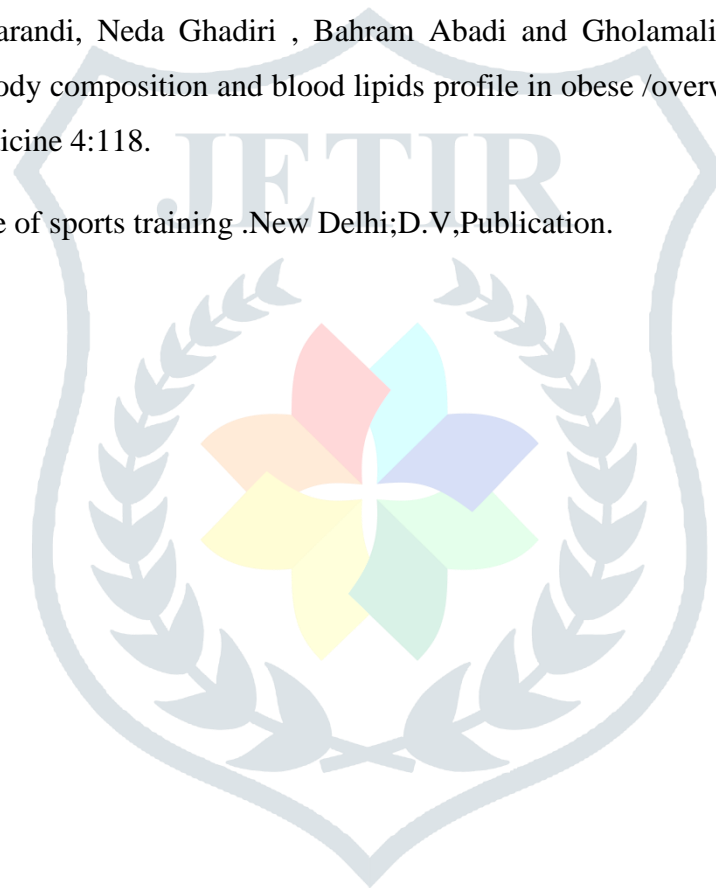 arandi, Neda Ghadiri , Bahram Abadi and Gholamali
ody composition and blood lipids profile in obese /overw
icine 4:118.
JETIR
e of sports training .New Delhi;D.V,Publication.